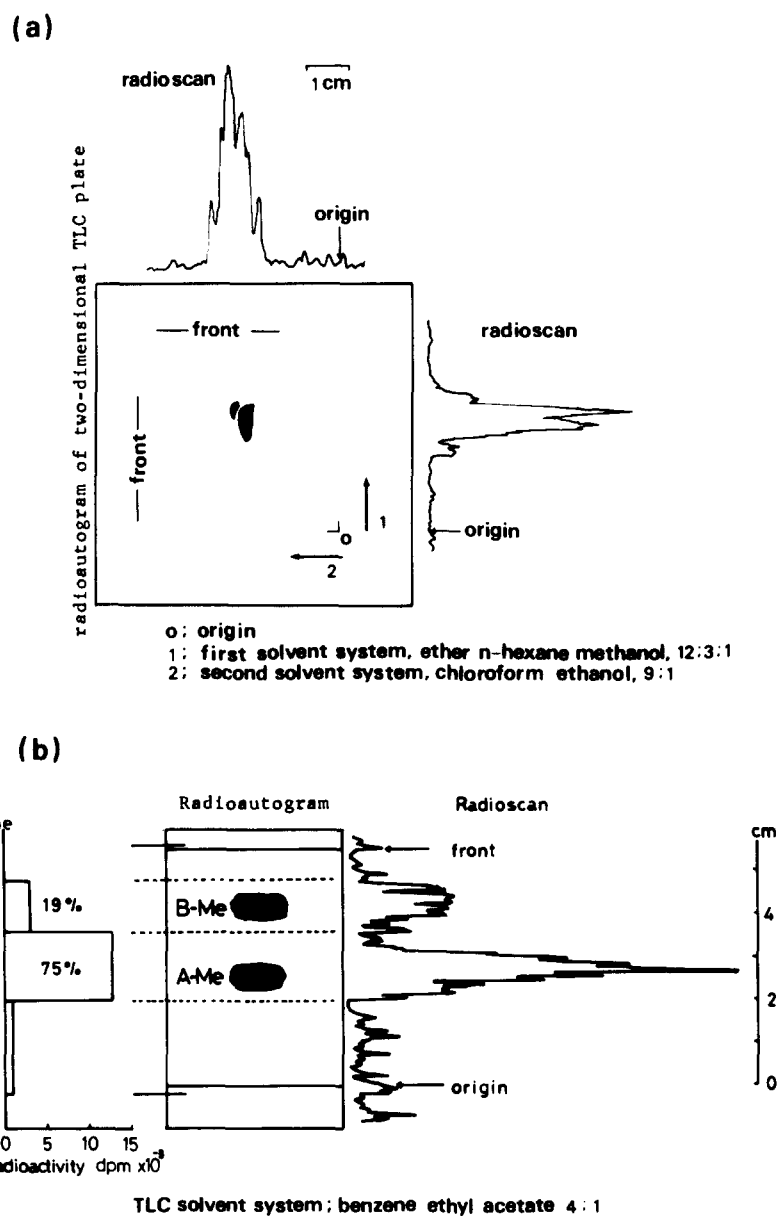 (a)
radioscan
1 cm
origin
radioautogram of two-dimensional TLC plate
front
radioscan
front
1
origin
o
2
o; origin
1; first solvent system, ether n-hexane methanol, 12:3:1
2; second solvent system, chloroform ethanol, 9:1
(b)
Radioautogram
Radioscan
e
cm
front
19%
B-Me
4
75%
A-Me
2
origin
0
0 5 10 15
adioactivity dpm x10⁻³
TLC solvent system; benzene ethyl acetate 4:1